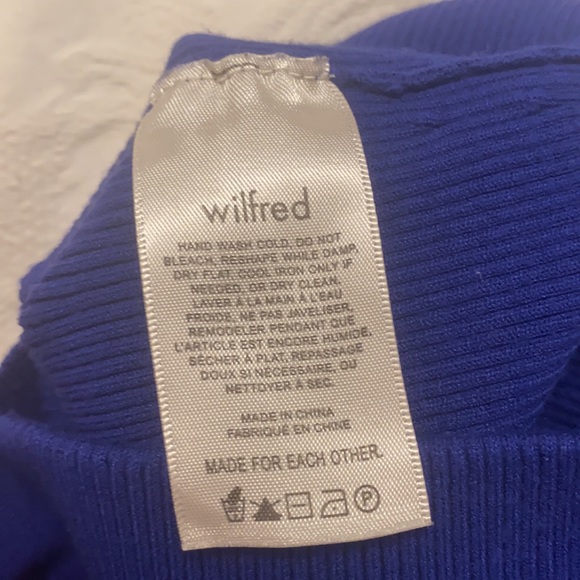 wilfred
HAND WASH COLD, DO NOT
BLEACH, RESHAPE WHILE DAMP,
DRY FLAT, COOL IRON ONLY IF
NEEDED, OR DRY CLEAN.
LAVER À LA MAIN À L'EAU
FROIDE, NE PAS JAVELISER,
REMODELER PENDANT QUE
L'ARTICLE EST ENCORE HUMIDE,
SÉCHER À PLAT, REPASSAGE
DOUX SI NÉCESSAIRE, OU
NETTOYER À SEC.
MADE IN CHINA
FABRIQUÉ EN CHINE
MADE FOR EACH OTHER.
P